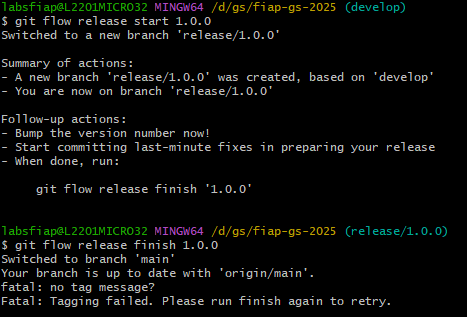 labsfiap@L2201MICRO32 MINGW64 /d/gs/fiap-gs-2025 (develop)
$ git flow release start 1.0.0
Switched to a new branch 'release/1.0.0'

Summary of actions:
- A new branch 'release/1.0.0' was created, based on 'develop'
- You are now on branch 'release/1.0.0'

Follow-up actions:
- Bump the version number now!
- Start committing last-minute fixes in preparing your release
- When done, run:

     git flow release finish '1.0.0'

labsfiap@L2201MICRO32 MINGW64 /d/gs/fiap-gs-2025 (release/1.0.0)
$ git flow release finish 1.0.0
Switched to branch 'main'
Your branch is up to date with 'origin/main'.
fatal: no tag message?
Fatal: Tagging failed. Please run finish again to retry.